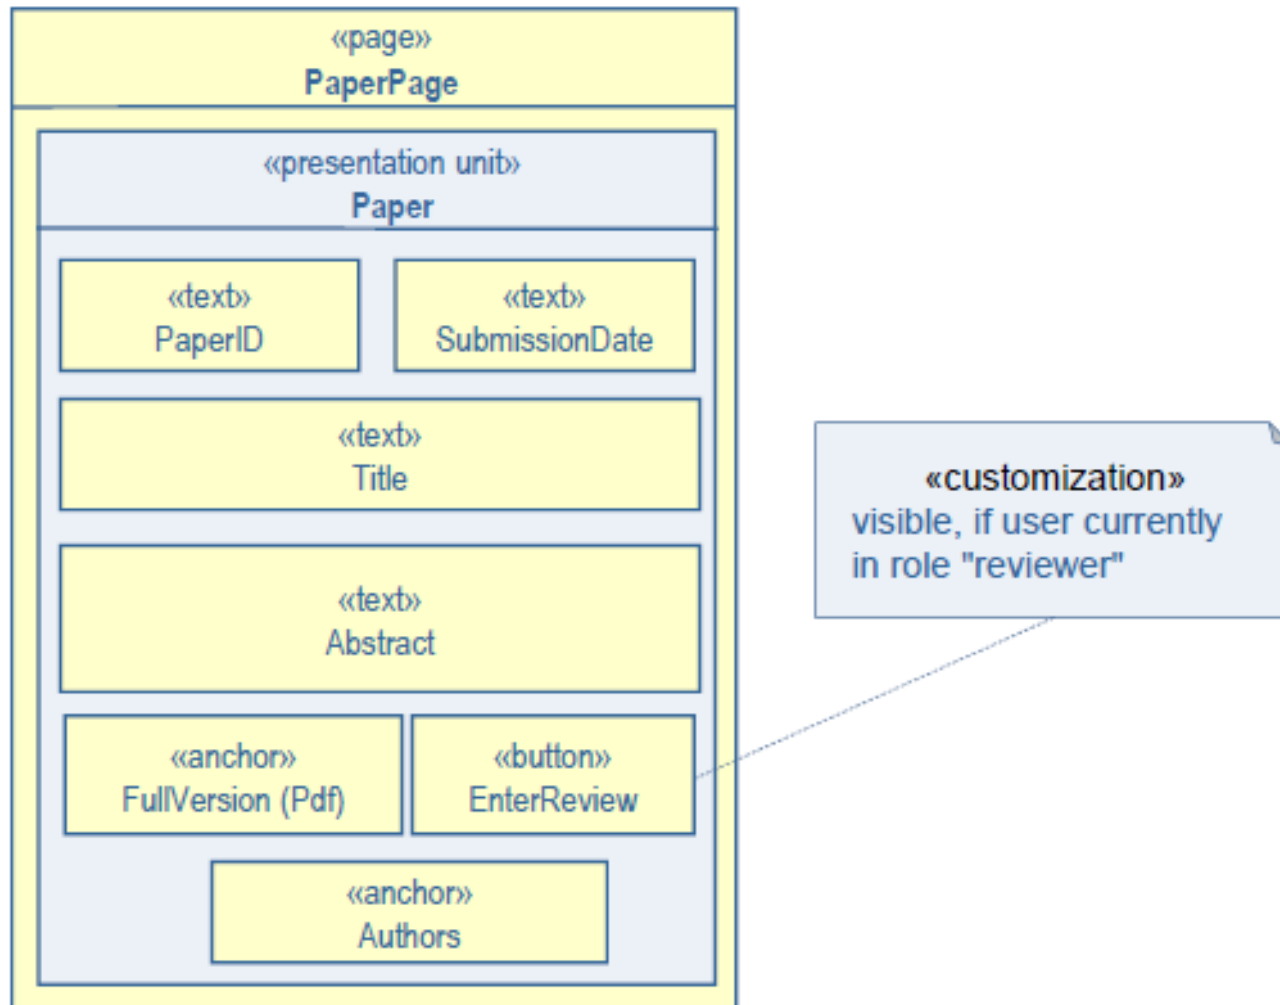 «page»
PaperPage
«presentation unit»
Paper
«text»
PaperID
«text»
SubmissionDate
«text»
Title
«text»
Abstract
«anchor»
FullVersion (Pdf)
«button»
EnterReview
«anchor»
Authors
«customization»
visible, if user currently
in role "reviewer"